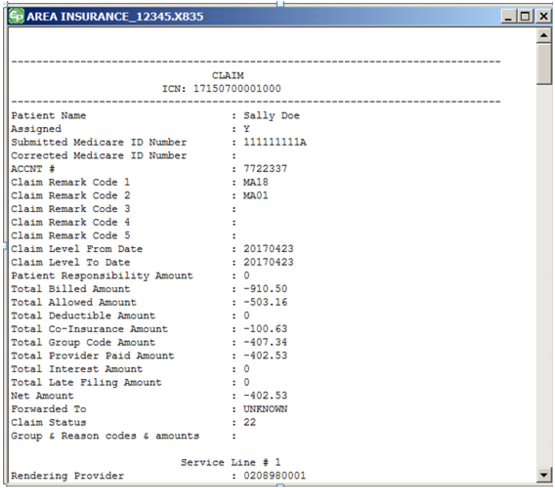 AREA INSURANCE_12345.X835
--------------------------------------------------------------------------------
CLAIM
ICN: 17150700001000
--------------------------------------------------------------------------------
Patient Name : Sally Doe
Assigned : Y
Submitted Medicare ID Number : 111111111A
Corrected Medicare ID Number :
ACCNT # : 7722337
Claim Remark Code 1 : MA18
Claim Remark Code 2 : MA01
Claim Remark Code 3 :
Claim Remark Code 4 :
Claim Remark Code 5 :
Claim Level From Date : 20170423
Claim Level To Date : 20170423
Patient Responsibility Amount : 0
Total Billed Amount : -910.50
Total Allowed Amount : -503.16
Total Deductible Amount : 0
Total Co-Insurance Amount : -100.63
Total Group Code Amount : -407.34
Total Provider Paid Amount : -402.53
Total Interest Amount : 0
Total Late Filing Amount : 0
Net Amount : -402.53
Forwarded To : UNKNOWN
Claim Status : 22
Group & Reason codes & amounts :
Service Line # 1
Rendering Provider : 0208980001